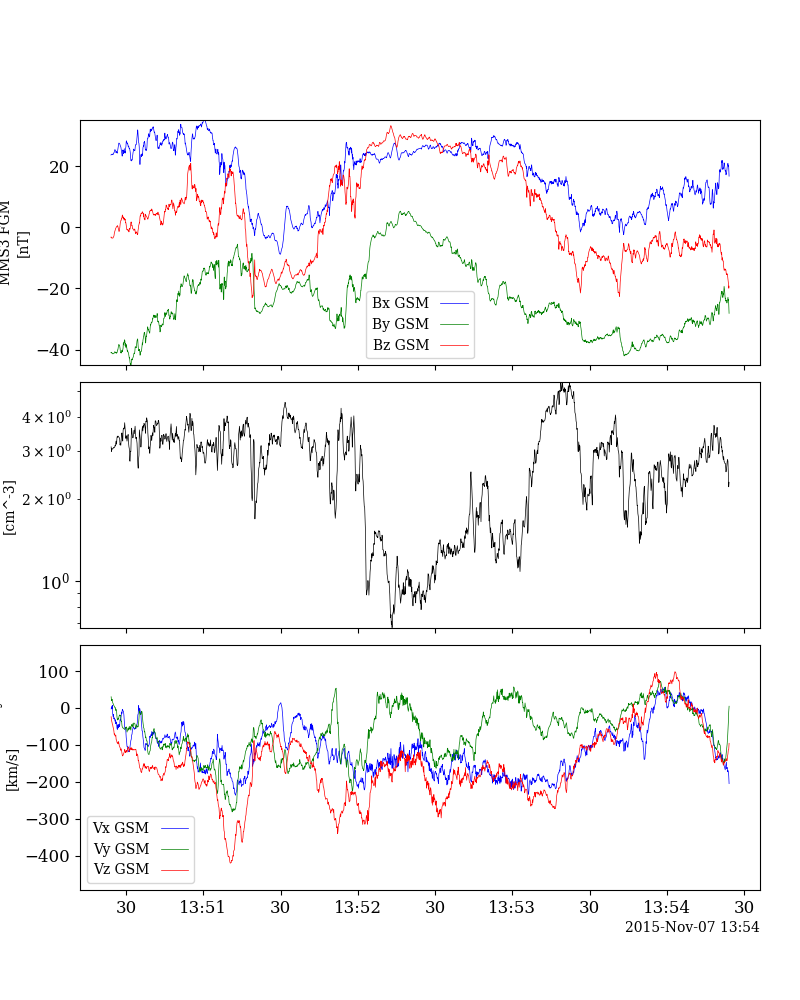 MMS3 FGM
[nT]
20
0
−20
−40
Bx GSM
By GSM
Bz GSM
[cm^-3]
4 × 10⁰
3 × 10⁰
2 × 10⁰
10⁰
[km/s]
100
0
−100
−200
−300
−400
Vx GSM
Vy GSM
Vz GSM
30 13:51 30 13:52 30 13:53 30 13:54 30
2015-Nov-07 13:54